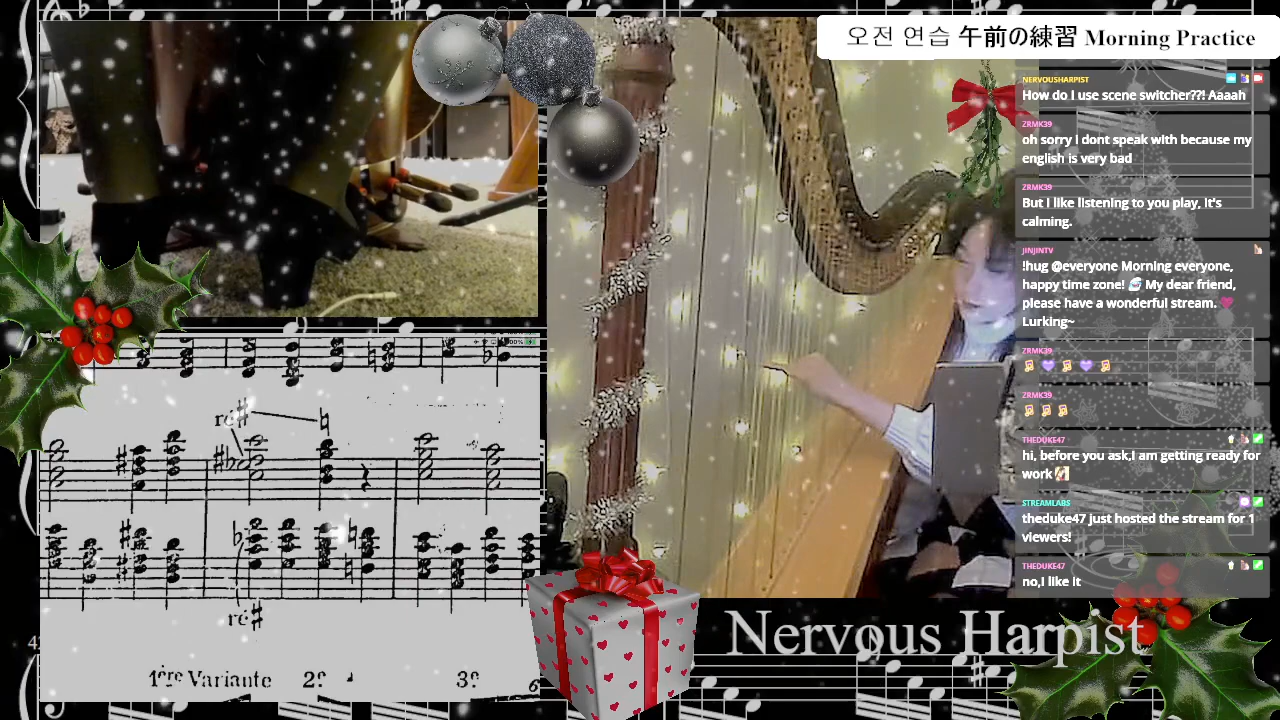 오전 연습 午前の練習 Morning Practice
NERVOUSHARPIST
How do I use scene switcher??! Aaaah
ZRMK39
oh sorry I dont speak with because my
english is very bad
ZRMK39
But I like listening to you play, it's
calming.
JINJINTV
!hug @everyone Morning everyone,
happy time zone! My dear friend,
please have a wonderful stream.
Lurking~
ZRMK39
ZRMK39
THEDUKE47
hi, before you ask,I am getting ready for
work
STREAMLABS
theduke47 just hosted the stream for 1
viewers!
THEDUKE47
no,I like it
ré#
ré#
1ère Variante 2º 3º 6
Nervous Harpist